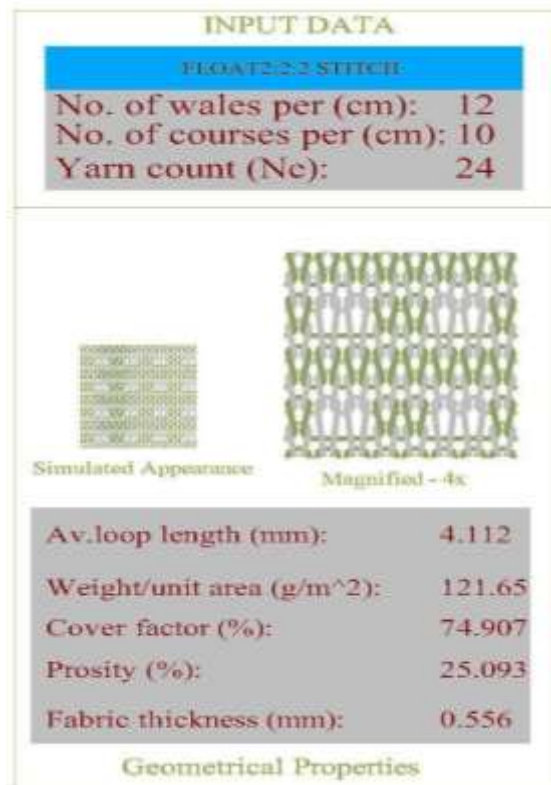 INPUT DATA
FLOAT2:2:2 STITCH
No. of wales per (cm): 12
No. of courses per (cm): 10
Yarn count (Ne): 24
Simulated Appearance
Magnified - 4x
Av.loop length (mm): 4.112
Weight/unit area (g/m^2): 121.65
Cover factor (%): 74.907
Prosity (%): 25.093
Fabric thickness (mm): 0.556
Geometrical Properties